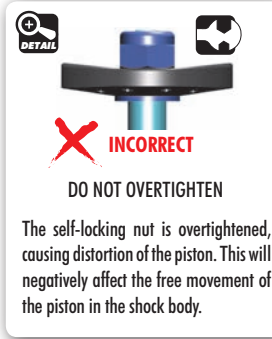 DETAIL
INCORRECT
DO NOT OVERTIGHTEN
The self-locking nut is overtightened,
causing distortion of the piston. This will
negatively affect the free movement of
the piston in the shock body.